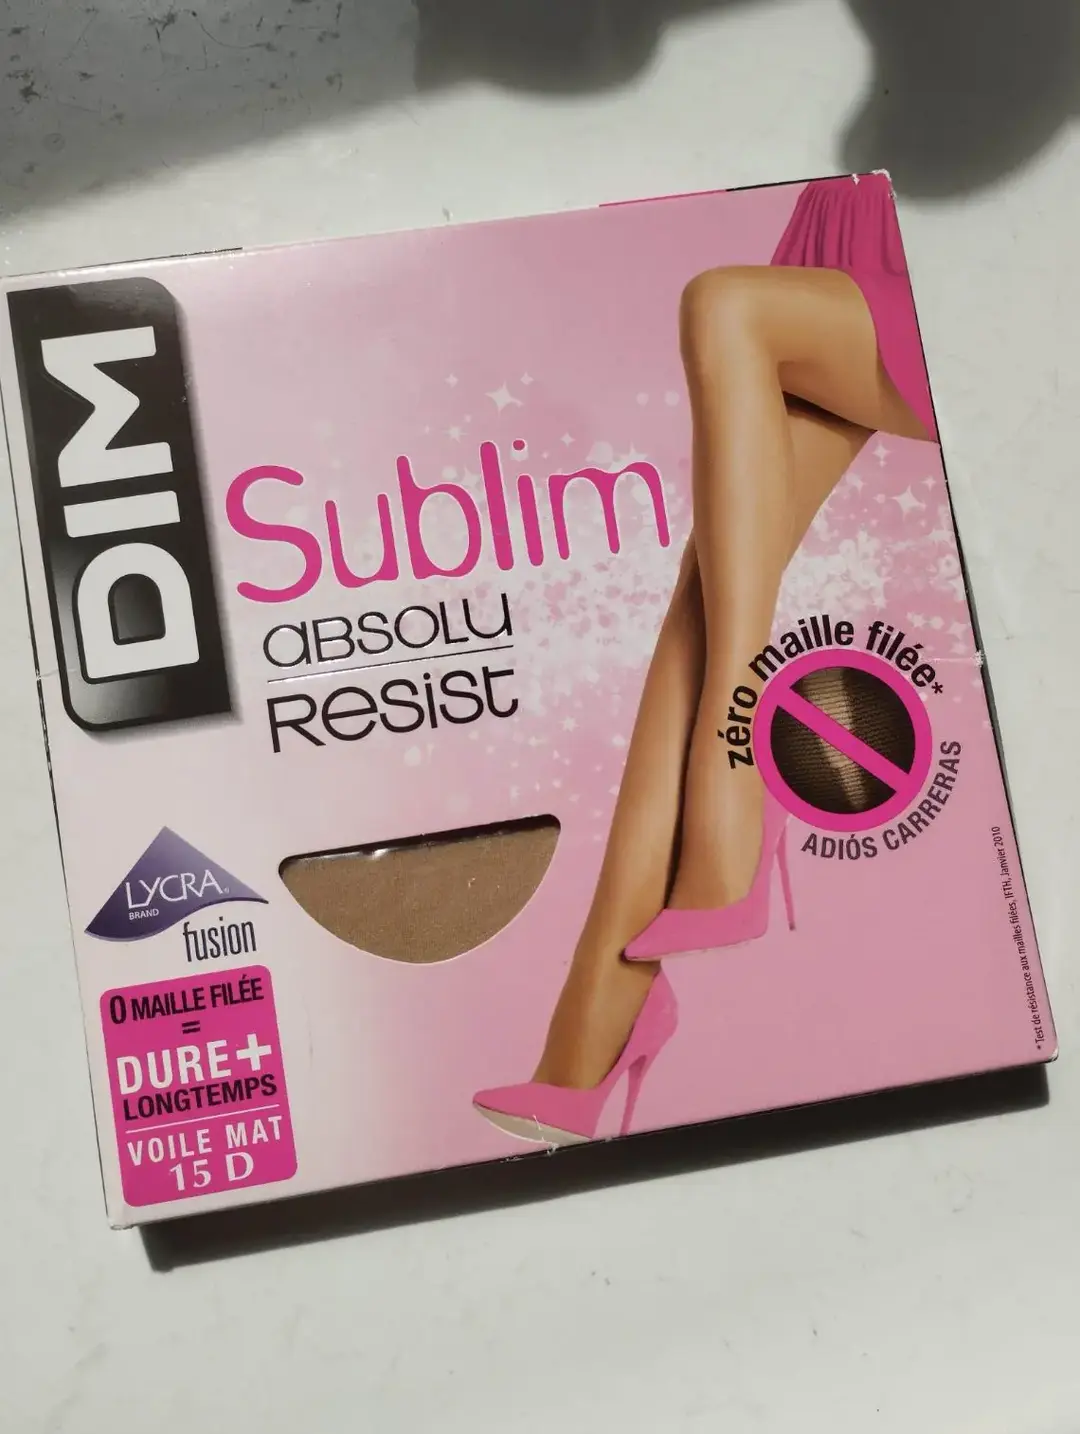 DIM
Sublim
ABSOLU
Resist
zéro maille filée*
ADIÓS CARRERAS
LYCRA®
BRAND
fusion
0 MAILLE FILÉE
=
DURE+
LONGTEMPS
VOILE MAT
15 D
* Test de résistance aux mailles filées, IFTH, Janvier 2010